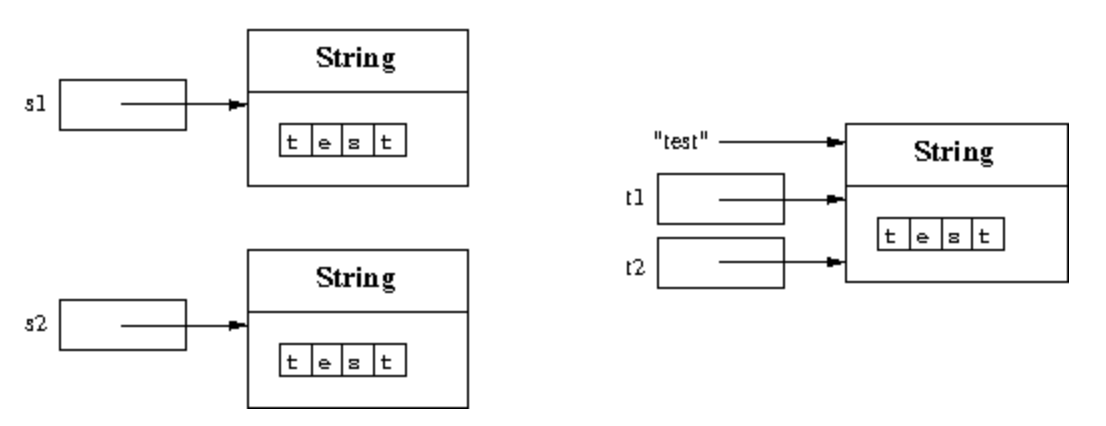 String
s1
t e s t
String
s2
t e s t
"test"
String
t1
t e s t
t2